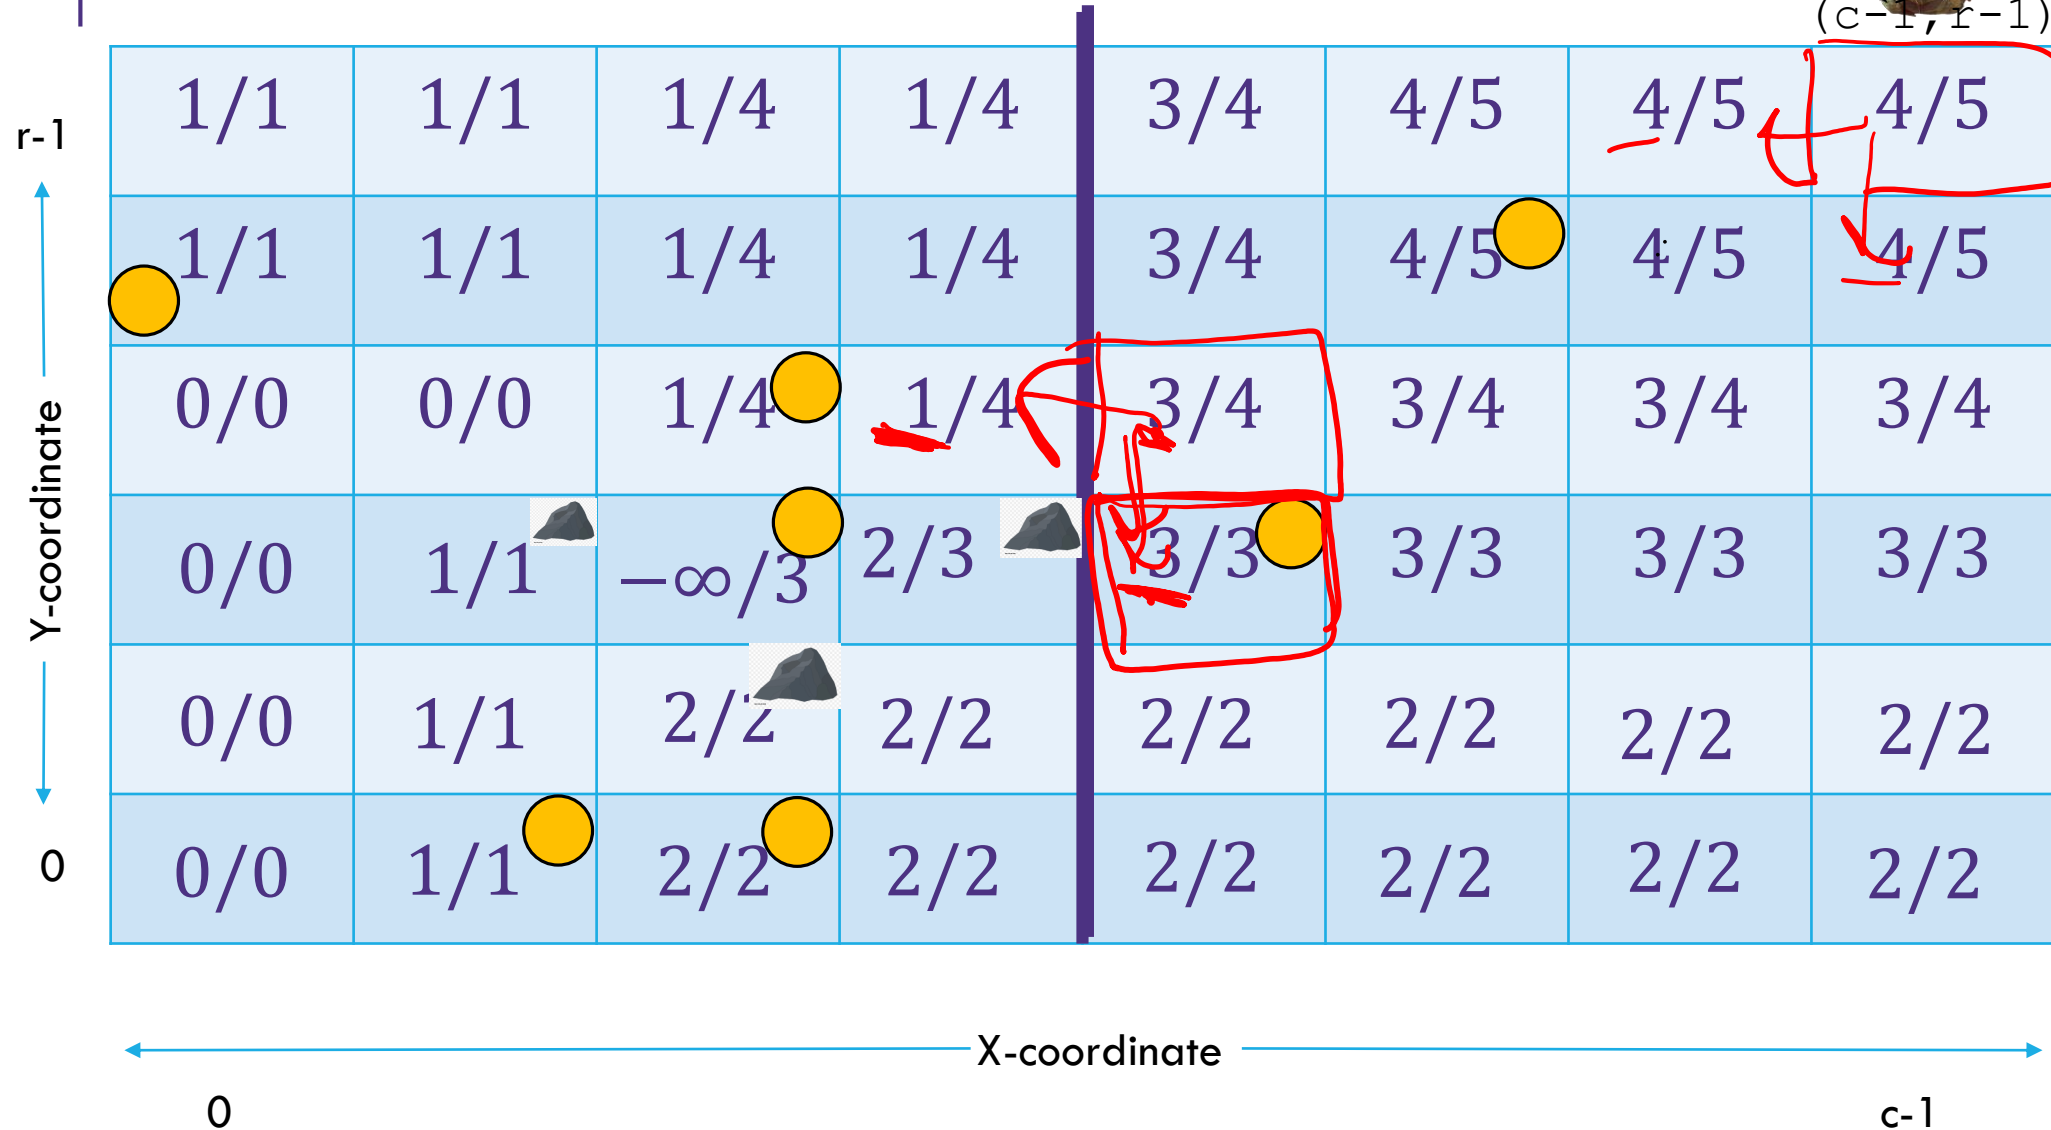 (c-1,r-1)
r-1
1/1 1/1 1/4 1/4 3/4 4/5 4/5 4/5
1/1 1/1 1/4 1/4 3/4 4/5 4/5 4/5
0/0 0/0 1/4 1/4 3/4 3/4 3/4 3/4
0/0 1/1 −∞/3 2/3 3/3 3/3 3/3 3/3
0/0 1/1 2/2 2/2 2/2 2/2 2/2 2/2
0/0 1/1 2/2 2/2 2/2 2/2 2/2 2/2
Y-coordinate
0
X-coordinate
0
c-1